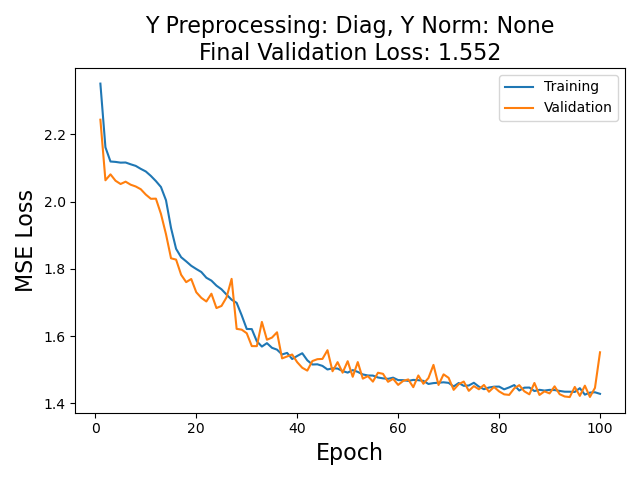 Y Preprocessing: Diag, Y Norm: None
Final Validation Loss: 1.552
Training
Validation
MSE Loss
2.2
2.0
1.8
1.6
1.4
0
20
40
60
80
100
Epoch